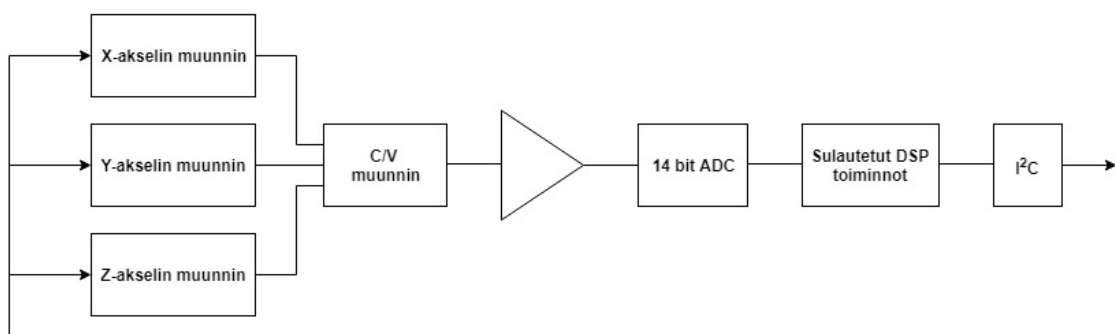 X-akselin muunnin
Y-akselin muunnin
Z-akselin muunnin
C/V
muunnin
14 bit ADC
Sulautetut DSP
toiminnot
I²C